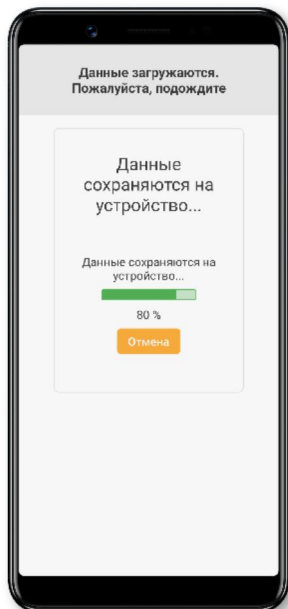 Данные загружаются.
Пожалуйста, подождите
Данные
сохраняются на
устройство...
Данные сохраняются на
устройство...
80 %
Отмена